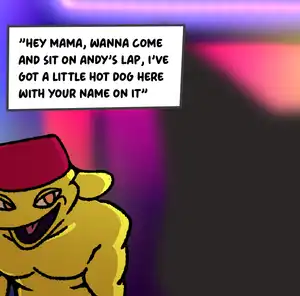 "HEY MAMA, WANNA COME
AND SIT ON ANDY'S LAP, I'VE
GOT A LITTLE HOT DOG HERE
WITH YOUR NAME ON IT"